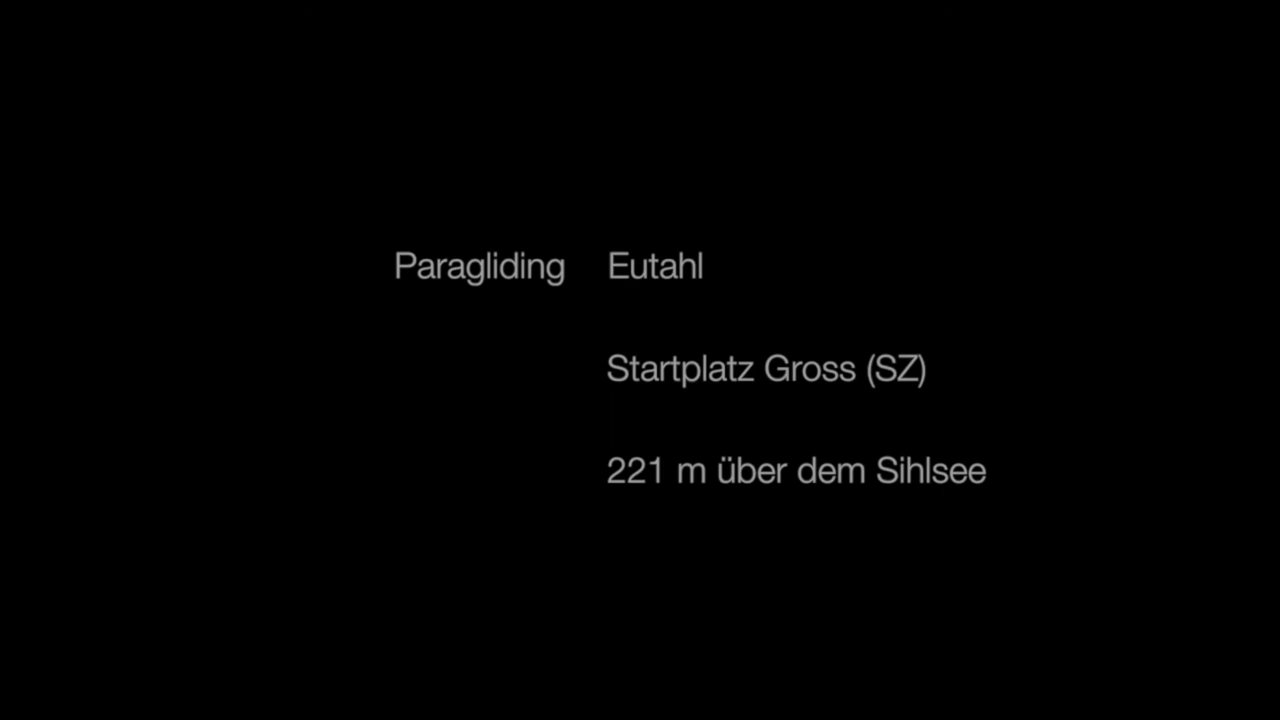 Paragliding Eutahl
Startplatz Gross (SZ)
221 m über dem Sihlsee